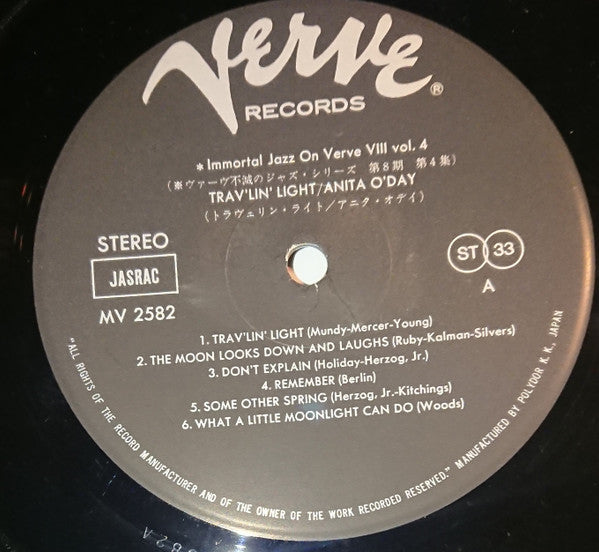 Verve®
RECORDS
* Immortal Jazz On Verve VIII vol. 4
(※ヴァーヴ不滅のジャズ・シリーズ 第8期 第4集)
TRAV'LIN' LIGHT/ANITA O'DAY
(トラヴェリン・ライト/アニタ・オデイ)
STEREO
JASRAC
MV 2582
ST 33
A
1. TRAV'LIN' LIGHT (Mundy-Mercer-Young)
2. THE MOON LOOKS DOWN AND LAUGHS (Ruby-Kalman-Silvers)
3. DON'T EXPLAIN (Holiday-Herzog, Jr.)
4. REMEMBER (Berlin)
5. SOME OTHER SPRING (Herzog, Jr.-Kitchings)
6. WHAT A LITTLE MOONLIGHT CAN DO (Woods)
"ALL RIGHTS OF THE RECORD MANUFACTURER AND OF THE OWNER OF THE WORK RECORDED RESERVED." MANUFACTURED BY POLYDOR K. K., JAPAN